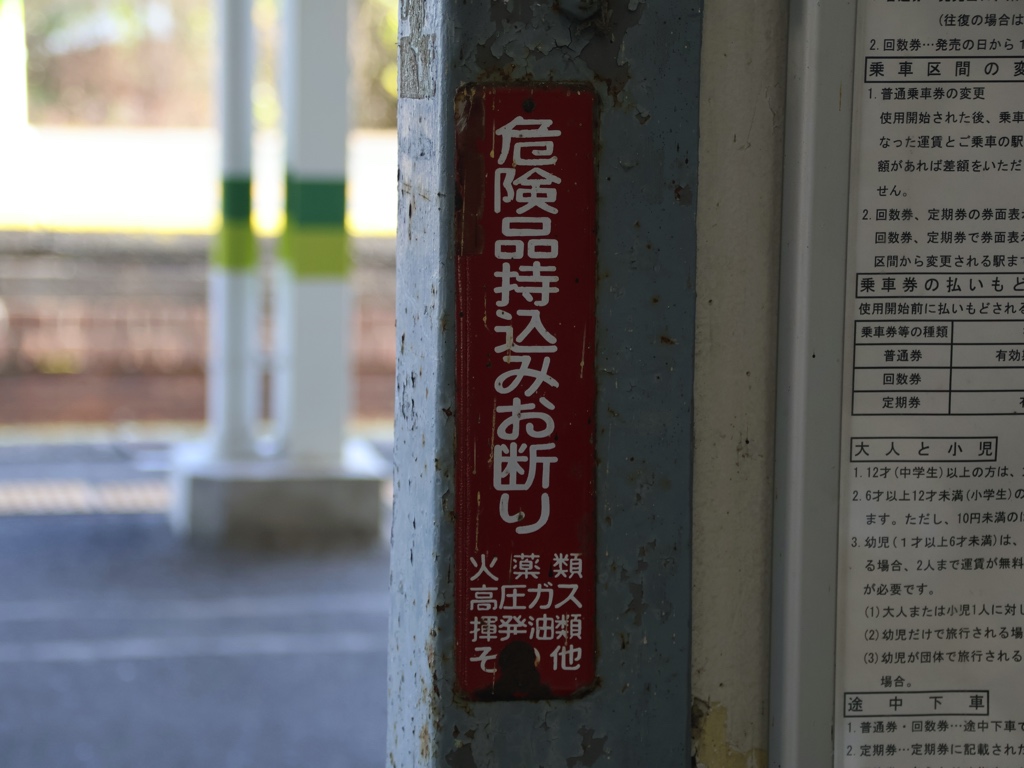 危険品持込みお断り
火薬類
高圧ガス
揮発油類
その他
(往復の場合は
2. 回数券…発売の日から1
乗車区間の変
1. 普通乗車券の変更
使用開始された後、乗車
なった運賃とご乗車の駅
額があれば差額をいただ
せん。
2. 回数券、定期券の券面表
回数券、定期券で券面表
区間から変更される駅ま
乗車券の払いもど
使用開始前に払いもどされる
乗車券等の種類
普通券
有効
回数券
定期券
大人と小児
1. 12才(中学生)以上の方は、
2. 6才以上12才未満(小学生)の
ます。ただし、10円未満の
3. 幼児(1才以上6才未満)は、
る場合、2人まで運賃が無料
が必要です。
(1) 大人または小児1人に対し
(2) 幼児だけで旅行される場
(3) 幼児が団体で旅行される
場合。
途中下車
1. 普通券・回数券…途中下車で
2. 定期券…定期券に記載された